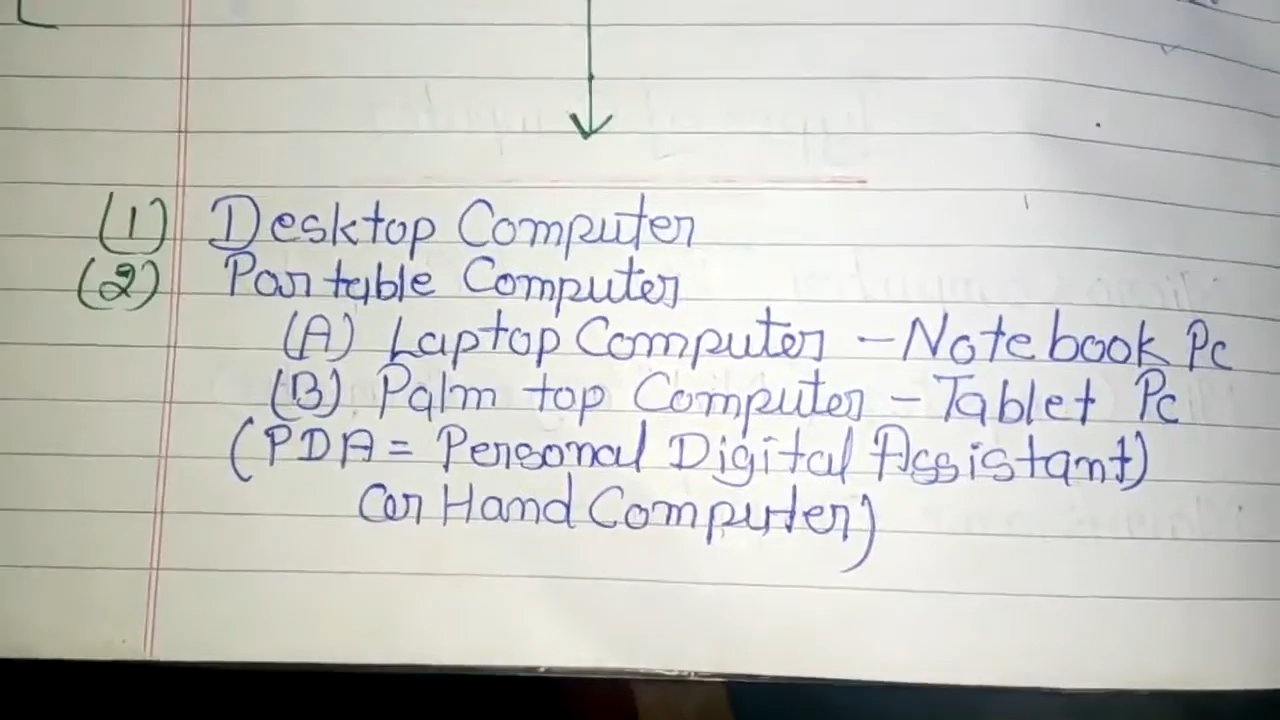 (1) Desktop Computer
(2) Partable Computer
(A) Laptop Computer - Notebook Pc
(B) Palm top Computer - Tablet Pc
(PDA = Personal Digital Assistant)
(or Hand Computer)